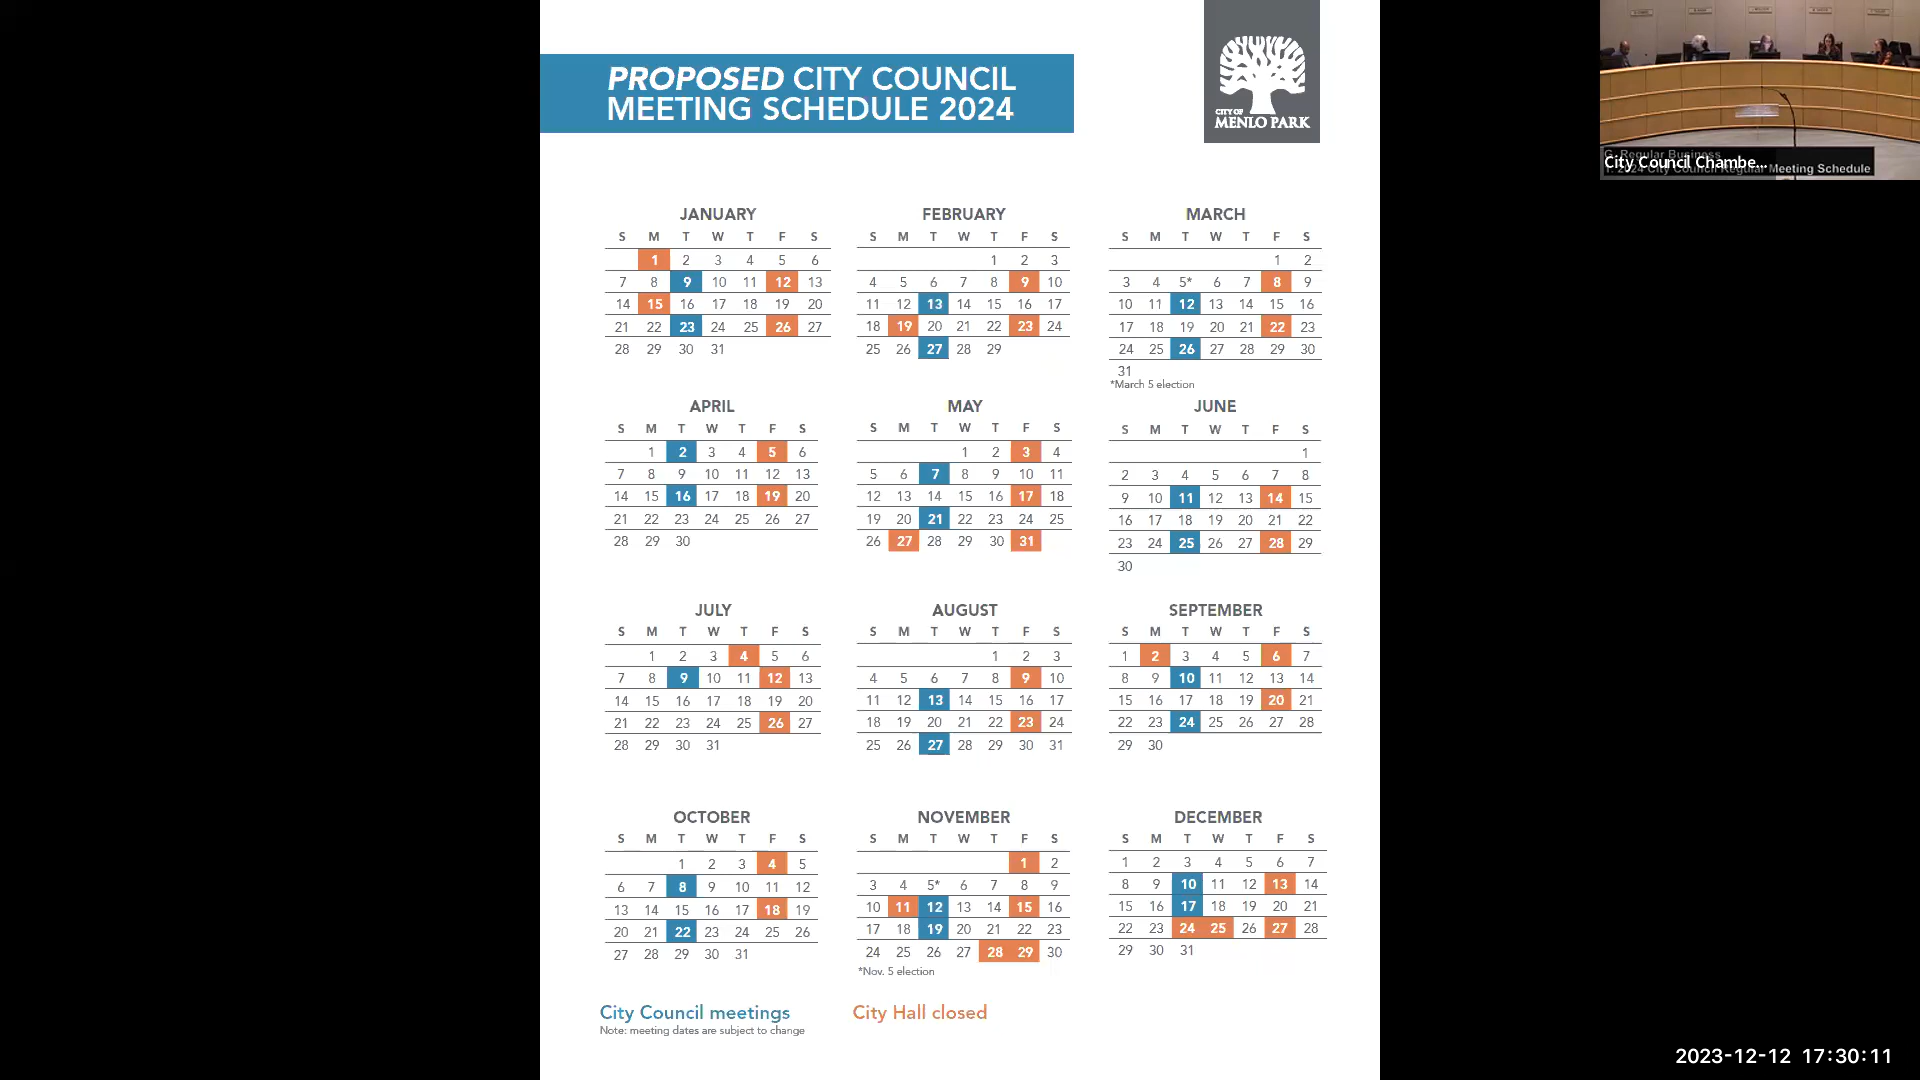 PROPOSED CITY COUNCIL
MEETING SCHEDULE 2024
CITY OF
MENLO PARK
City Council Chambe...
G. Regular Business
Meeting Schedule
JANUARY
S M T W T F S
1 2 3 4 5 6
7 8 9 10 11 12 13
14 15 16 17 18 19 20
21 22 23 24 25 26 27
28 29 30 31
FEBRUARY
S M T W T F S
1 2 3
4 5 6 7 8 9 10
11 12 13 14 15 16 17
18 19 20 21 22 23 24
25 26 27 28 29
MARCH
S M T W T F S
1 2
3 4 5* 6 7 8 9
10 11 12 13 14 15 16
17 18 19 20 21 22 23
24 25 26 27 28 29 30
31
*March 5 election
APRIL
S M T W T F S
1 2 3 4 5 6
7 8 9 10 11 12 13
14 15 16 17 18 19 20
21 22 23 24 25 26 27
28 29 30
MAY
S M T W T F S
1 2 3 4
5 6 7 8 9 10 11
12 13 14 15 16 17 18
19 20 21 22 23 24 25
26 27 28 29 30 31
JUNE
S M T W T F S
1
2 3 4 5 6 7 8
9 10 11 12 13 14 15
16 17 18 19 20 21 22
23 24 25 26 27 28 29
30
JULY
S M T W T F S
1 2 3 4 5 6
7 8 9 10 11 12 13
14 15 16 17 18 19 20
21 22 23 24 25 26 27
28 29 30 31
AUGUST
S M T W T F S
1 2 3
4 5 6 7 8 9 10
11 12 13 14 15 16 17
18 19 20 21 22 23 24
25 26 27 28 29 30 31
SEPTEMBER
S M T W T F S
1 2 3 4 5 6 7
8 9 10 11 12 13 14
15 16 17 18 19 20 21
22 23 24 25 26 27 28
29 30
OCTOBER
S M T W T F S
1 2 3 4 5
6 7 8 9 10 11 12
13 14 15 16 17 18 19
20 21 22 23 24 25 26
27 28 29 30 31
NOVEMBER
S M T W T F S
1 2
3 4 5* 6 7 8 9
10 11 12 13 14 15 16
17 18 19 20 21 22 23
24 25 26 27 28 29 30
*Nov. 5 election
DECEMBER
S M T W T F S
1 2 3 4 5 6 7
8 9 10 11 12 13 14
15 16 17 18 19 20 21
22 23 24 25 26 27 28
29 30 31
City Council meetings
Note: meeting dates are subject to change
City Hall closed
2023-12-12 17:30:11